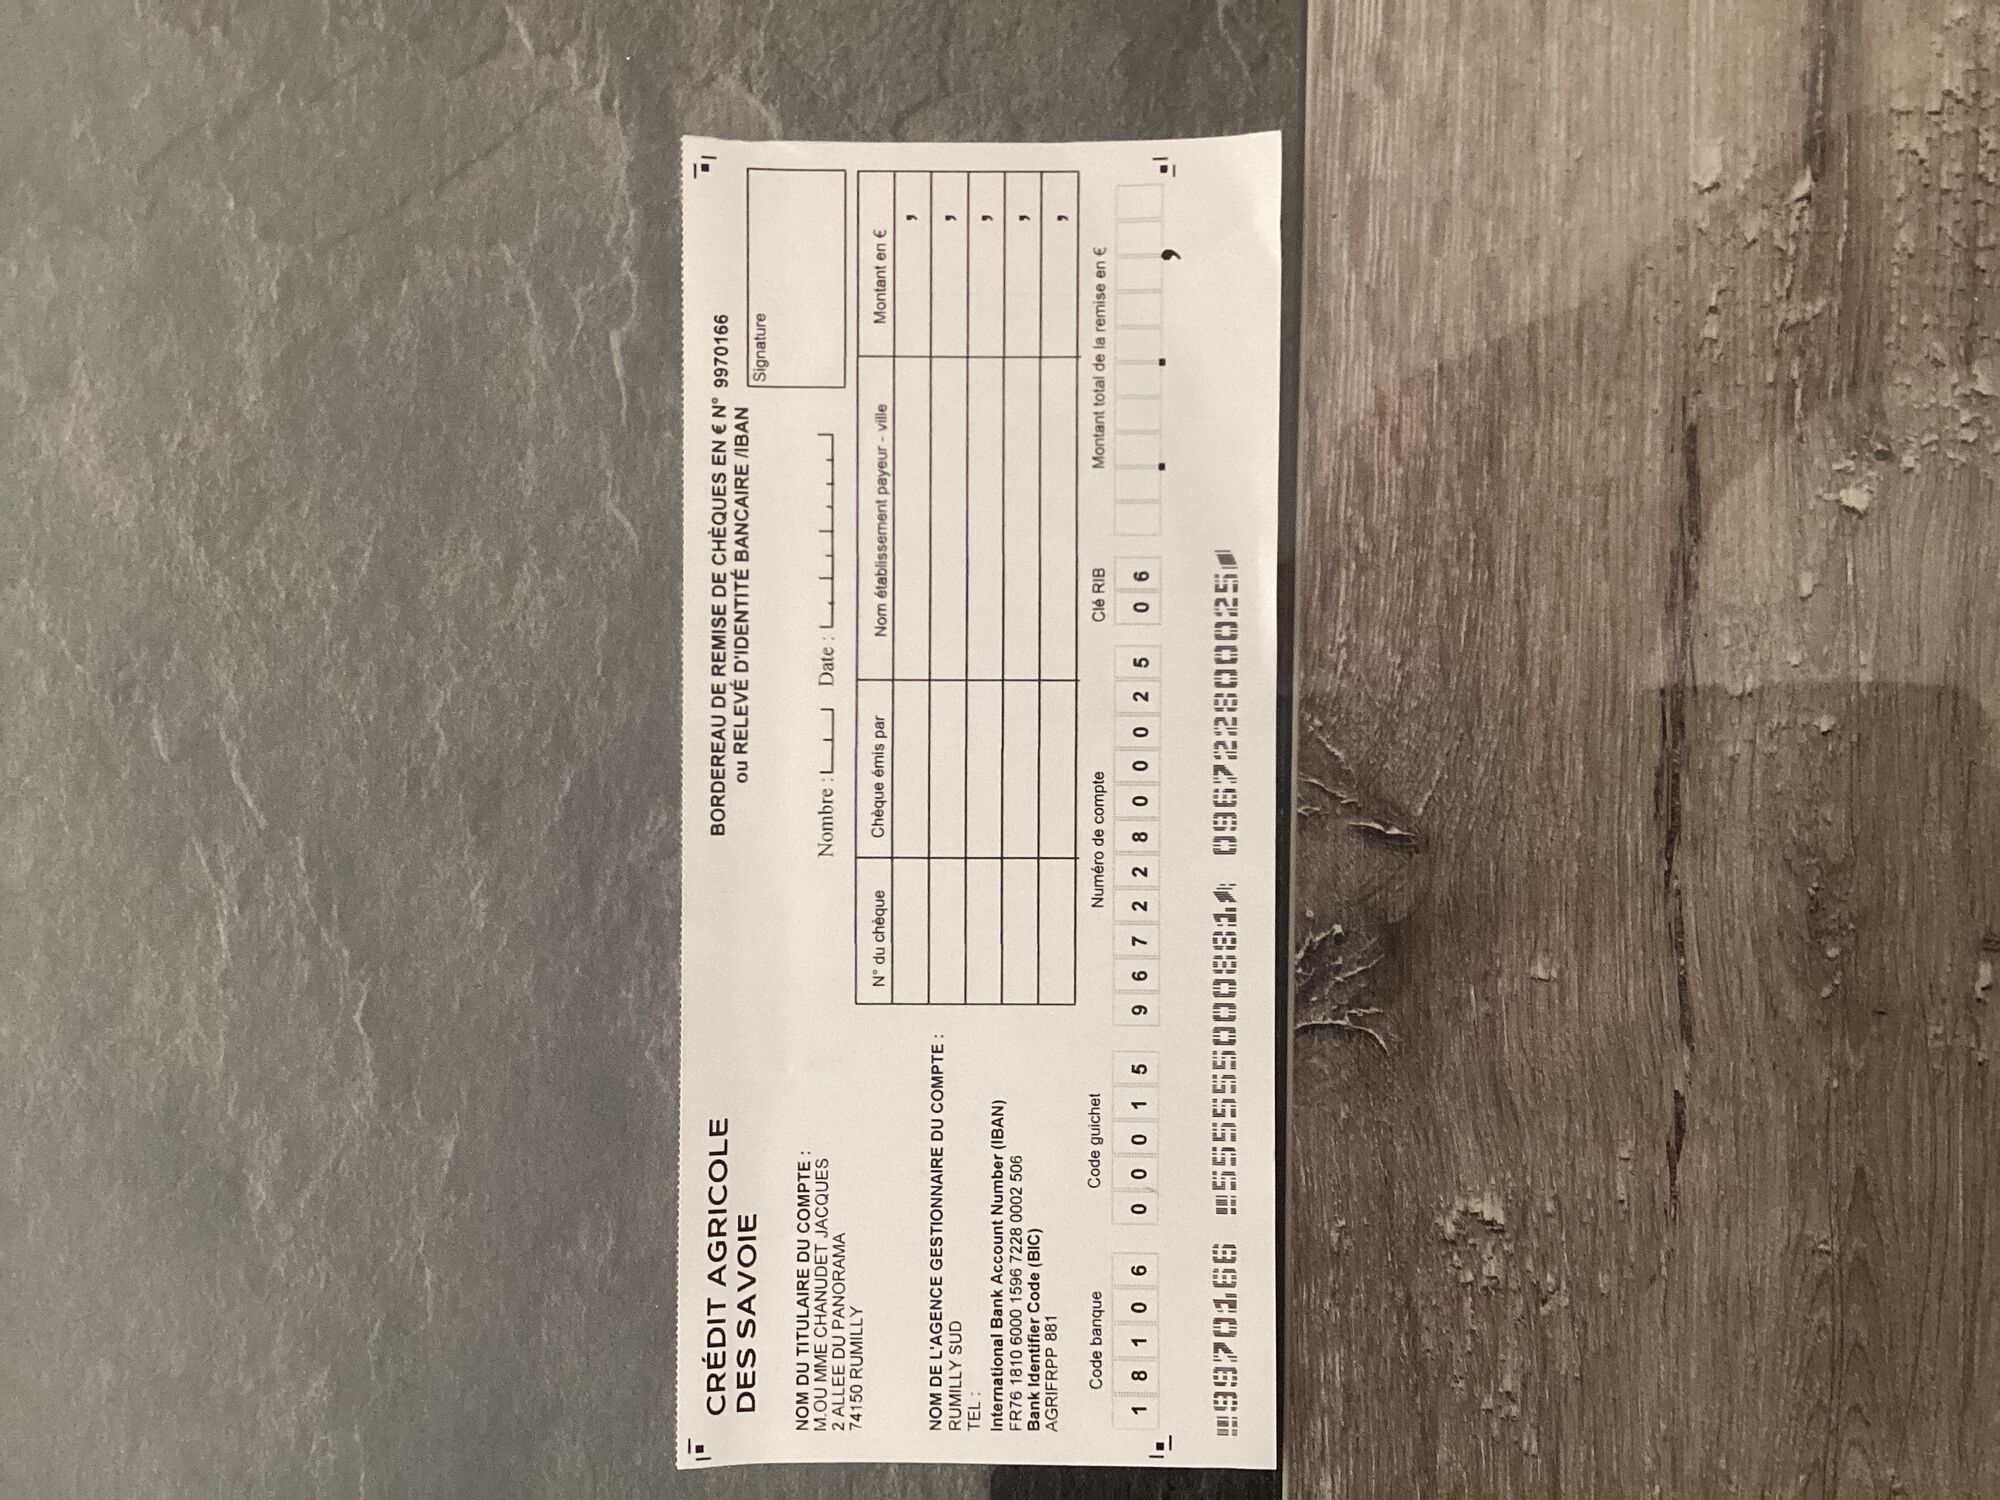 CRÉDIT AGRICOLE
DES SAVOIE
BORDEREAU DE REMISE DE CHÈQUES EN € N° 9970166
ou RELEVÉ D'IDENTITÉ BANCAIRE /IBAN
NOM DU TITULAIRE DU COMPTE :
M.OU MME CHANUDET JACQUES
2 ALLEE DU PANORAMA
74150 RUMILLY
Nombre : Date :
Signature
NOM DE L'AGENCE GESTIONNAIRE DU COMPTE :
RUMILLY SUD
TEL :
International Bank Account Number (IBAN)
FR76 1810 6000 1596 7228 0002 506
Bank Identifier Code (BIC)
AGRIFRPP 881
N° du chèque Chèque émis par Nom établissement payeur - ville Montant en €
,
,
,
,
,
Code banque Code guichet Numéro de compte Clé RIB Montant total de la remise en €
1 8 1 0 6 0 0 0 1 5 9 6 7 2 2 8 0 0 0 2 5 0 6 . . ,
9970166 555550008814 096722800025